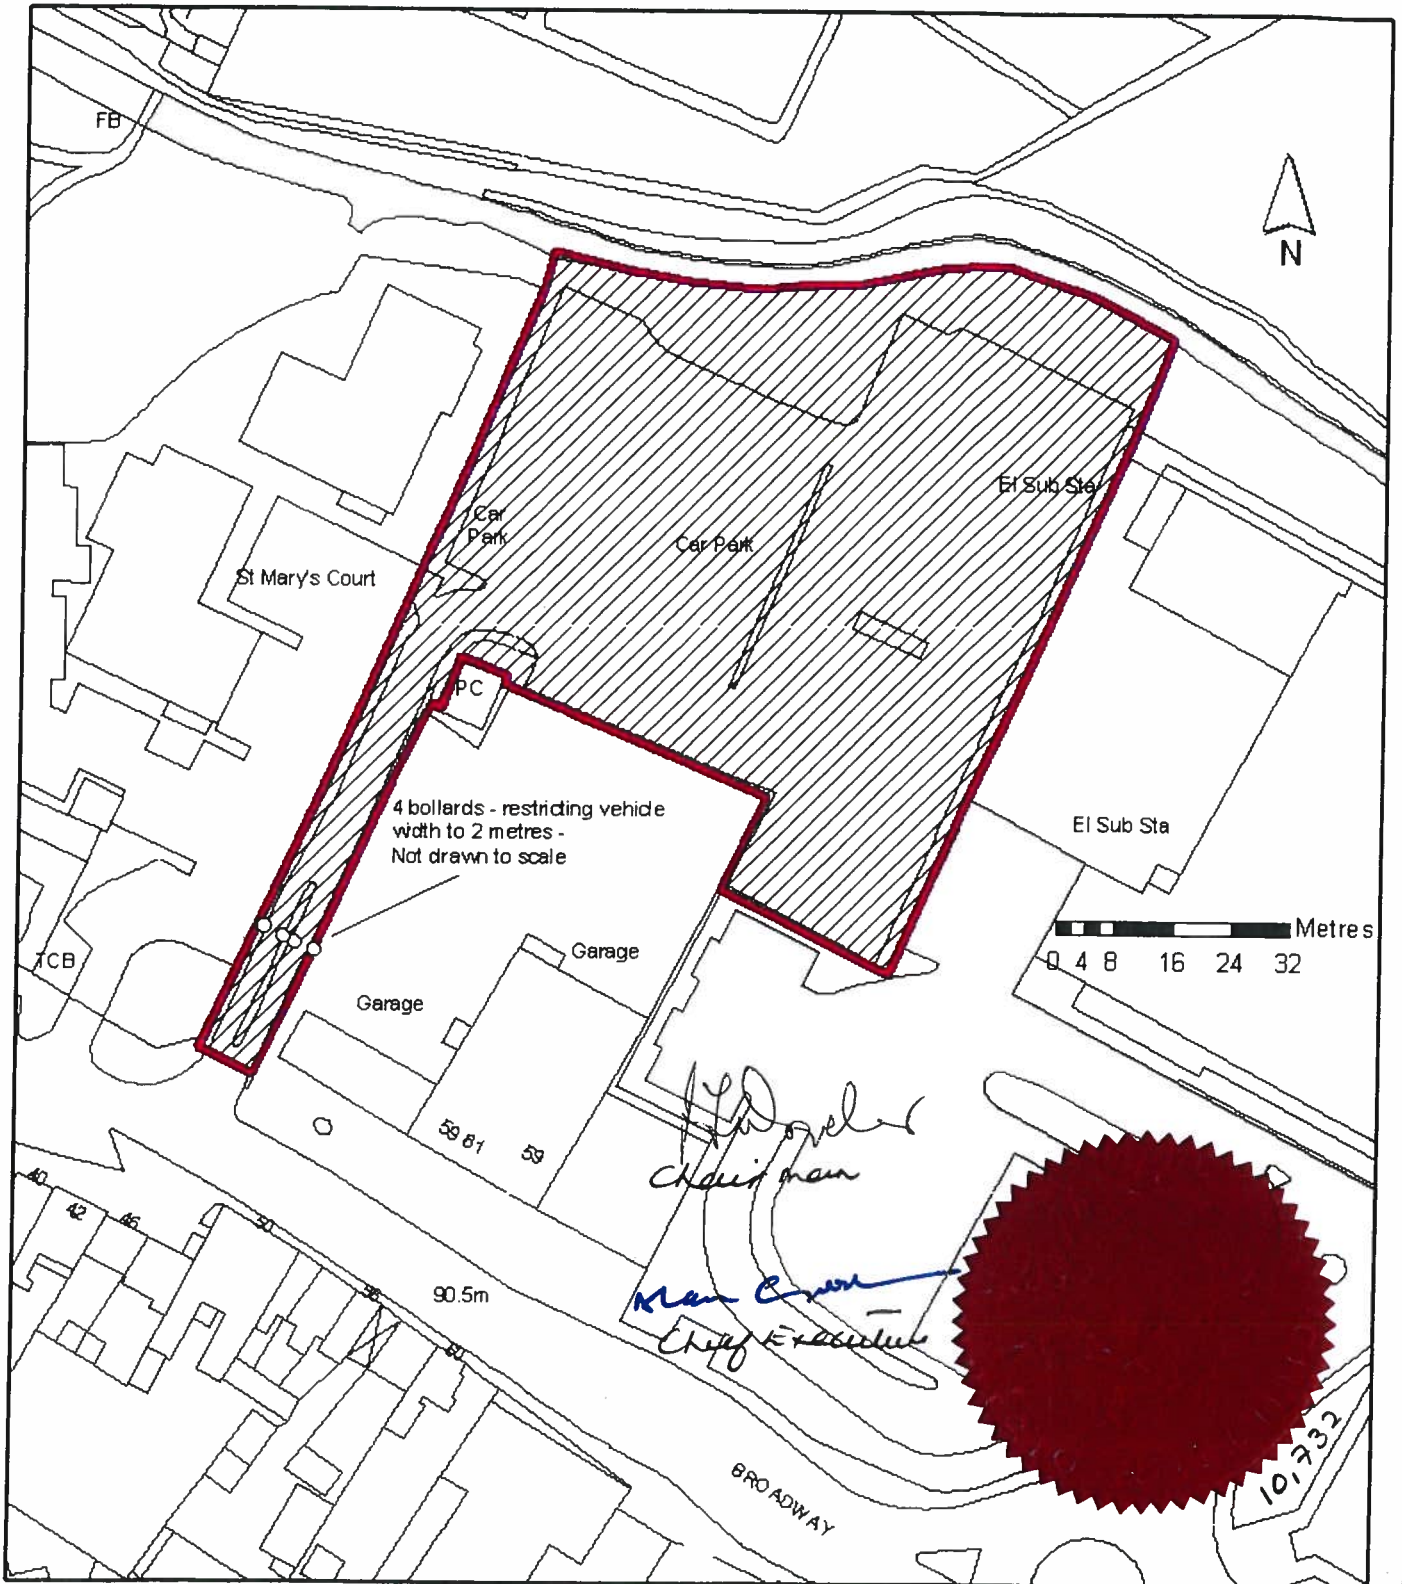 FB
N
El Sub Sta
Car
Park
Car Park
St Mary's Court
PC
4 bollards - restricting vehicle
width to 2 metres -
Not drawn to scale
El Sub Sta
Metres
0 4 8 16 24 32
TCB
Garage
Garage
59 61
59
Chairman
40
42
46
50
56
60
90.5m
Chief Executive
BROADWAY
10,732